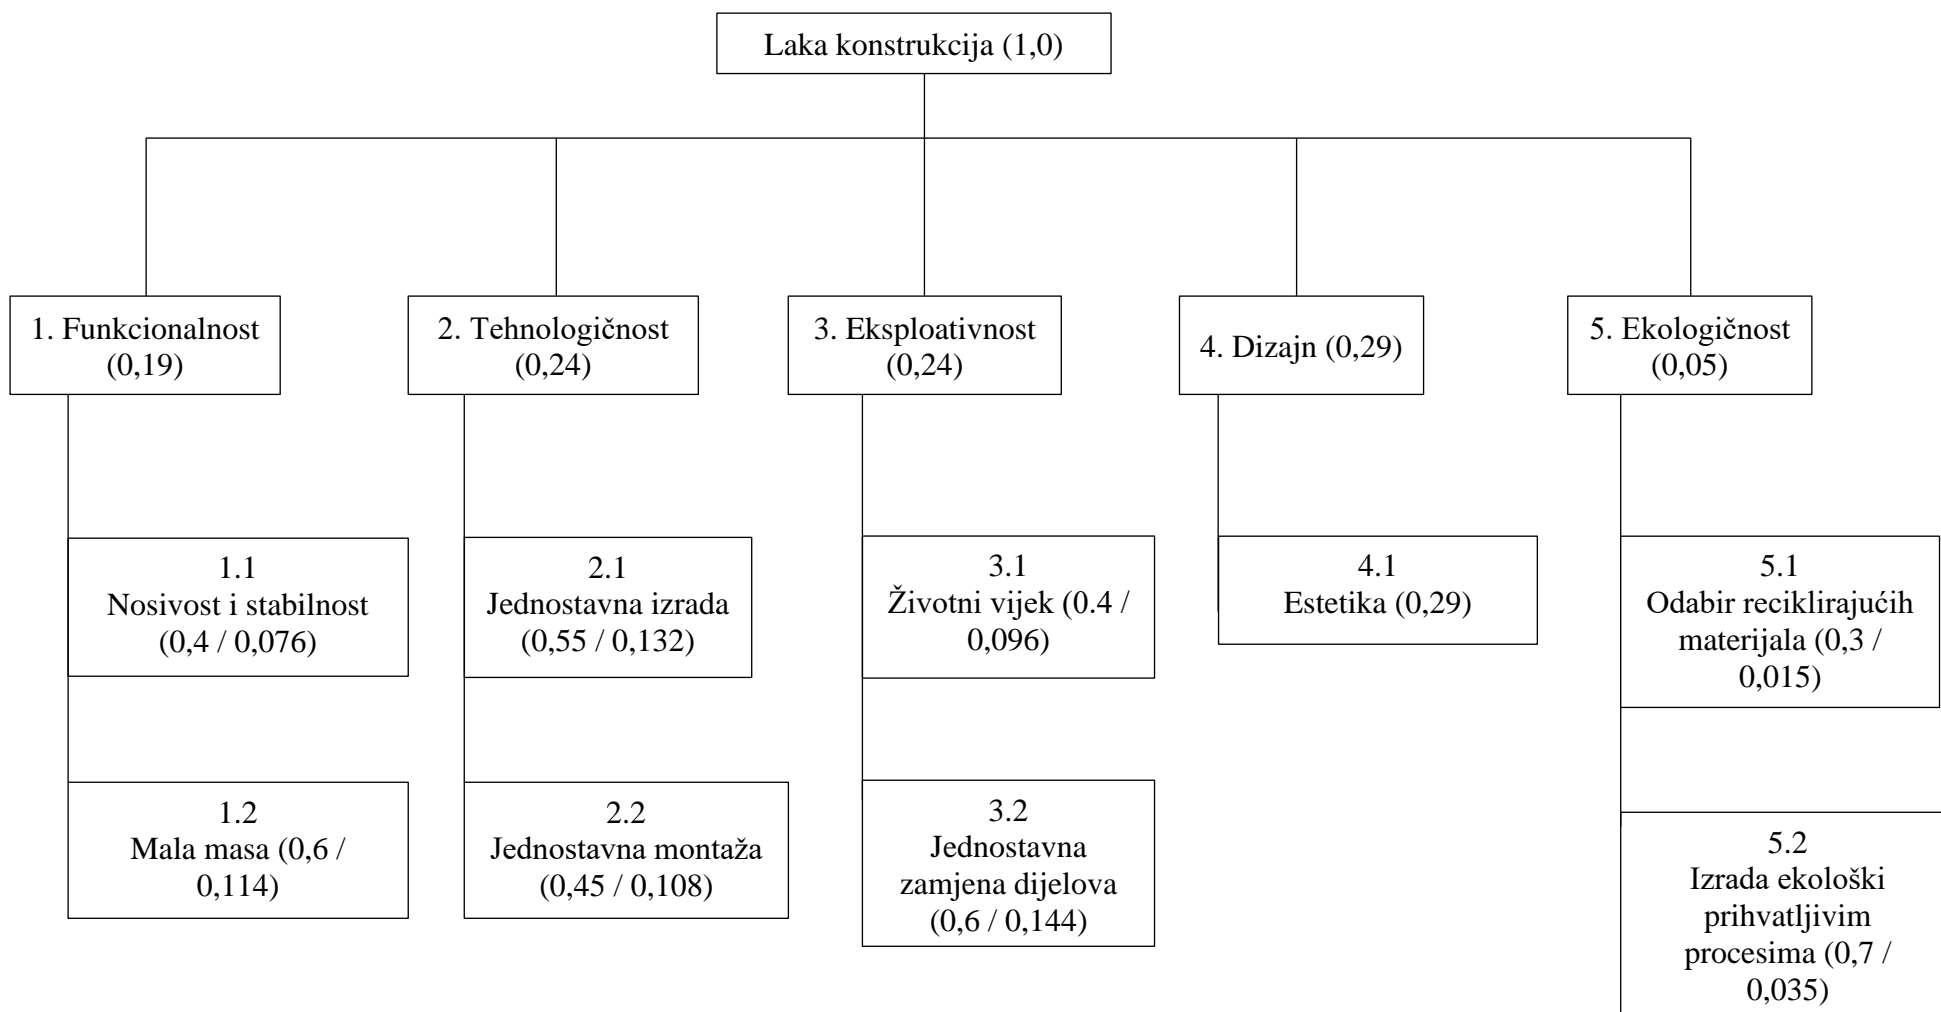 Laka konstrukcija (1,0)
1. Funkcionalnost
(0,19)
2. Tehnologičnost
(0,24)
3. Eksploativnost
(0,24)
4. Dizajn (0,29)
5. Ekologičnost
(0,05)
1.1
Nosivost i stabilnost
(0,4 / 0,076)
2.1
Jednostavna izrada
(0,55 / 0,132)
3.1
Životni vijek (0.4 /
0,096)
4.1
Estetika (0,29)
5.1
Odabir reciklirajućih
materijala (0,3 /
0,015)
1.2
Mala masa (0,6 /
0,114)
2.2
Jednostavna montaža
(0,45 / 0,108)
3.2
Jednostavna
zamjena dijelova
(0,6 / 0,144)
5.2
Izrada ekološki
prihvatljivim
procesima (0,7 /
0,035)